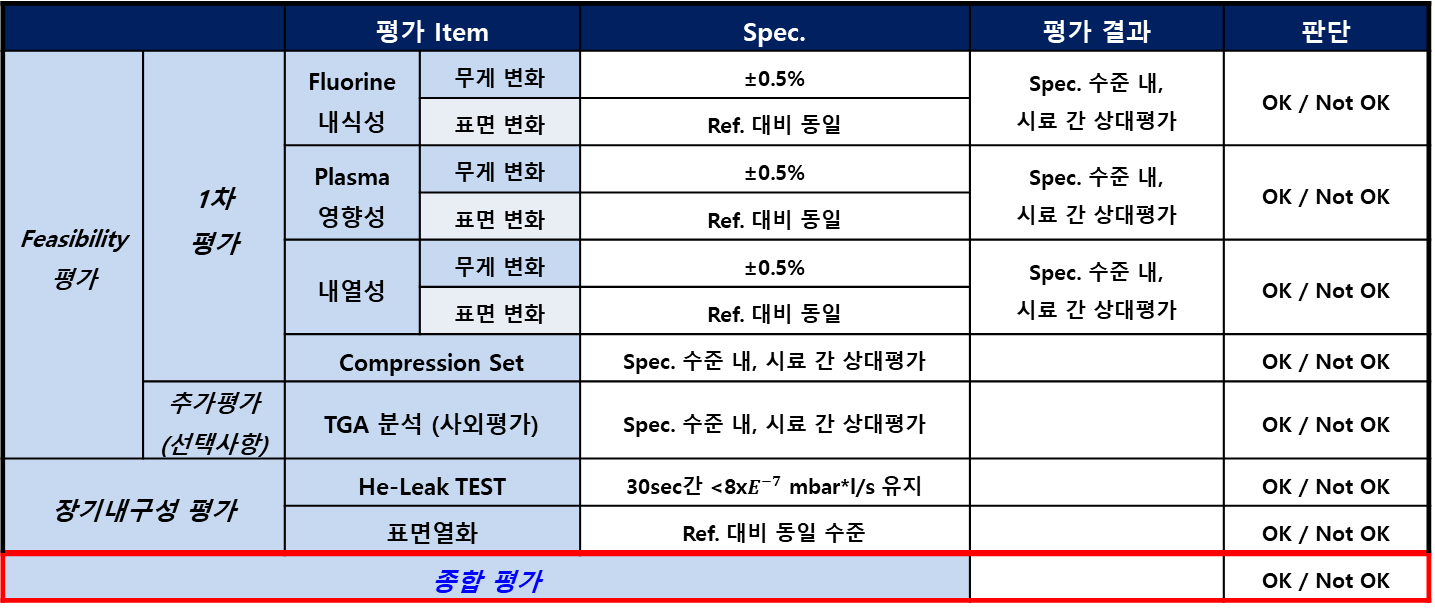 평가 Item Spec. 평가 결과 판단
Feasibility
평가
1차
평가
Fluorine
내식성
무게 변화 ±0.5%
표면 변화 Ref. 대비 동일
Spec. 수준 내,
시료 간 상대평가
OK / Not OK
Plasma
영향성
무게 변화 ±0.5%
표면 변화 Ref. 대비 동일
Spec. 수준 내,
시료 간 상대평가
OK / Not OK
내열성
무게 변화 ±0.5%
표면 변화 Ref. 대비 동일
Spec. 수준 내,
시료 간 상대평가
OK / Not OK
Compression Set Spec. 수준 내, 시료 간 상대평가 OK / Not OK
추가평가
(선택사항)
TGA 분석 (사외평가) Spec. 수준 내, 시료 간 상대평가 OK / Not OK
장기내구성 평가
He-Leak TEST 30sec간 <8xE⁻⁷ mbar*l/s 유지 OK / Not OK
표면열화 Ref. 대비 동일 수준 OK / Not OK
종합 평가 OK / Not OK